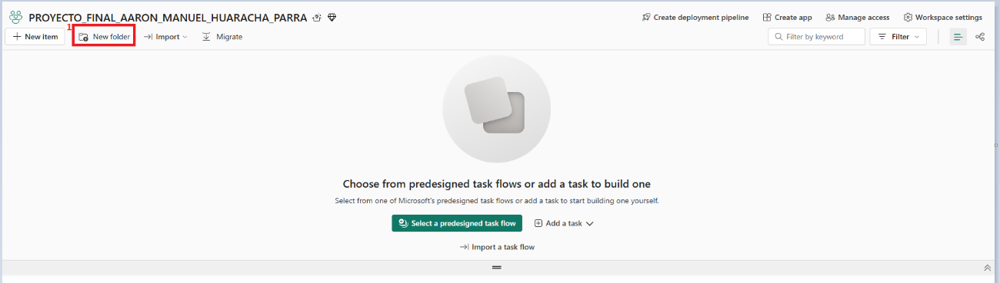 PROYECTO_FINAL_AARON_MANUEL_HUARACHA_PARRA
Create deployment pipeline Create app Manage access Workspace settings
1
New item New folder Import Migrate
Filter by keyword Filter
Choose from predesigned task flows or add a task to build one
Select from one of Microsoft's predesigned task flows or add a task to start building one yourself.
Select a predesigned task flow Add a task
Import a task flow